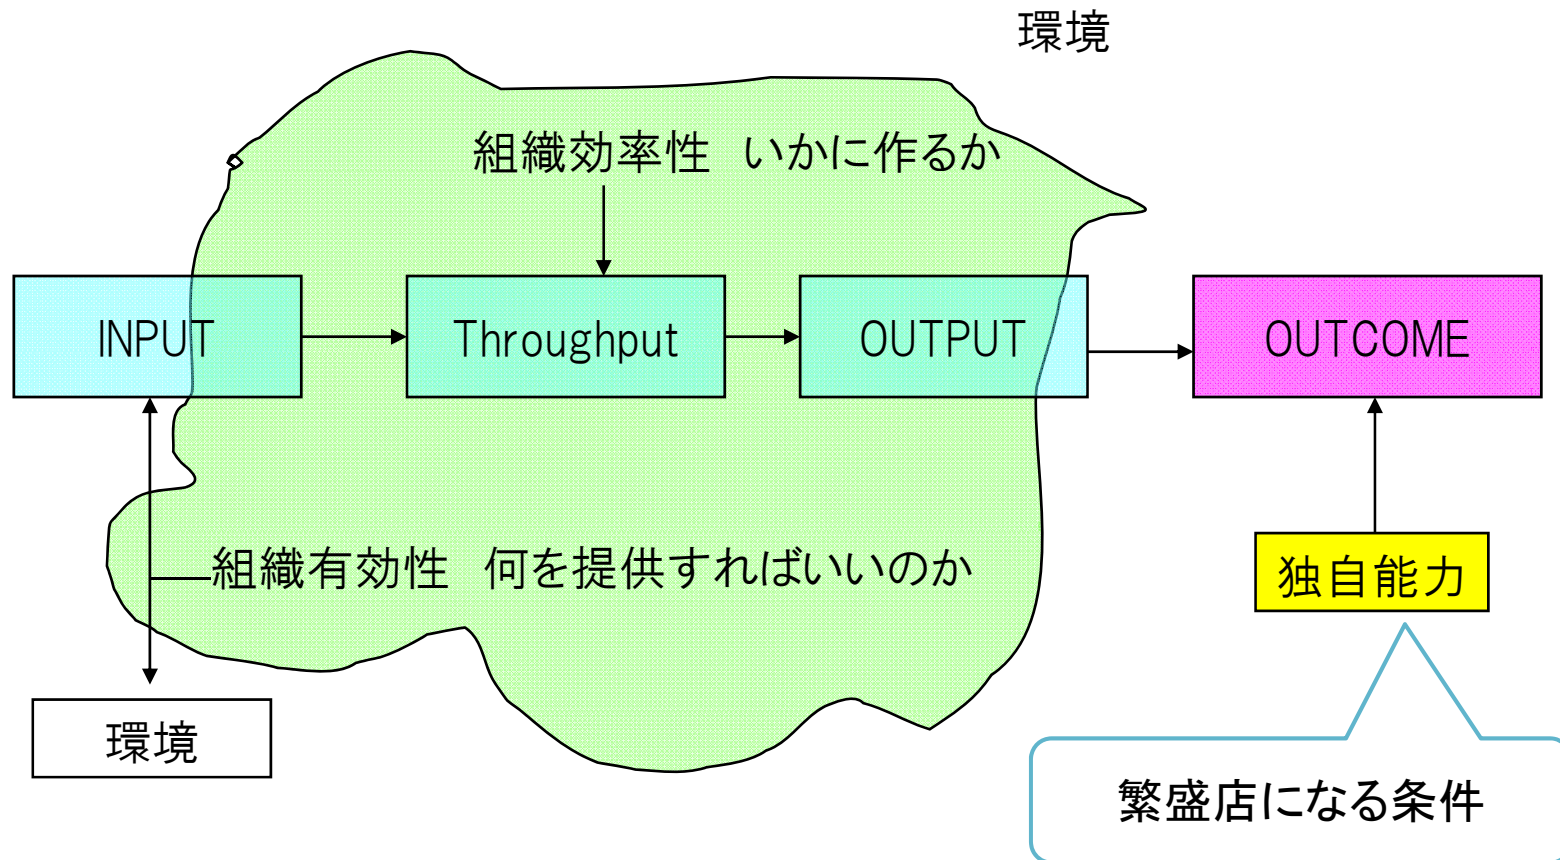 環境
組織効率性　いかに作るか
INPUT
Throughput
OUTPUT
OUTCOME
組織有効性　何を提供すればいいのか
独自能力
環境
繁盛店になる条件